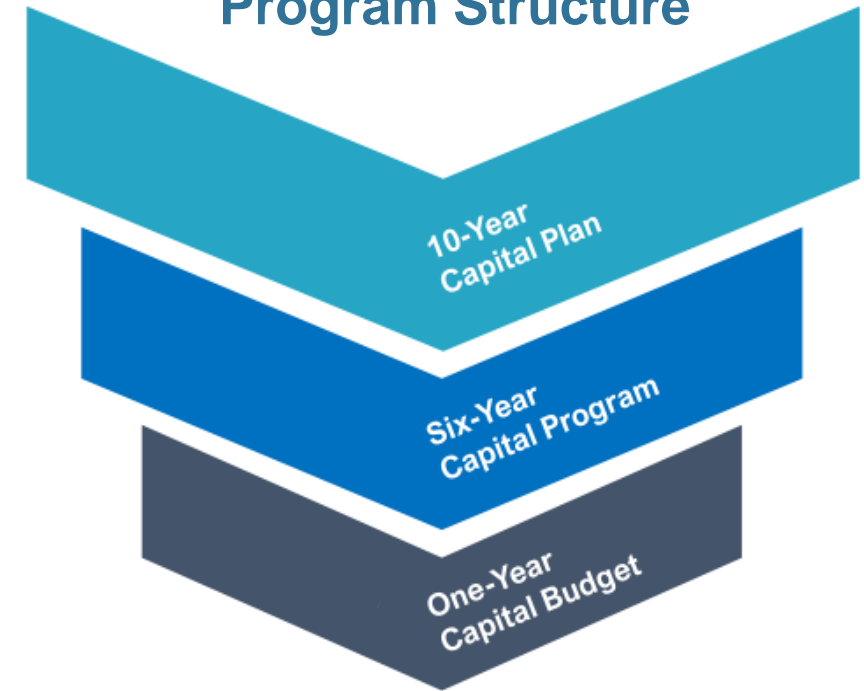 Program Structure
10-Year
Capital Plan
Six-Year
Capital Program
One-Year
Capital Budget